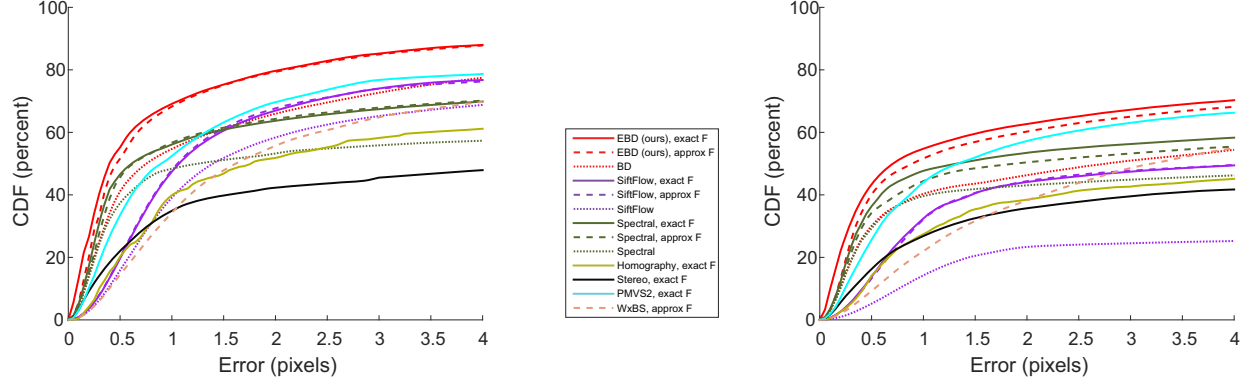 100
80
60
40
20
0
CDF (percent)
0 0.5 1 1.5 2 2.5 3 3.5 4
Error (pixels)
EBD (ours), exact F
EBD (ours), approx F
BD
SiftFlow, exact F
SiftFlow, approx F
SiftFlow
Spectral, exact F
Spectral, approx F
Spectral
Homography, exact F
Stereo, exact F
PMVS2, exact F
WxBS, approx F
100
80
60
40
20
0
CDF (percent)
0 0.5 1 1.5 2 2.5 3 3.5 4
Error (pixels)